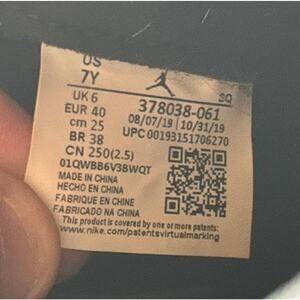 US
7Y
UK 6
EUR 40
cm 25
BR 38
CN 250(2.5)
SQ
378038-061
08/07/19 | 10/31/19
UPC 00193151706270
01QWBB6V38WQT
MADE IN CHINA
HECHO EN CHINA
FABRIQUE EN CHINE
FABRICADO NA CHINA
This product is covered by one or more patents:
www.nike.com/patentsvirtualmarking